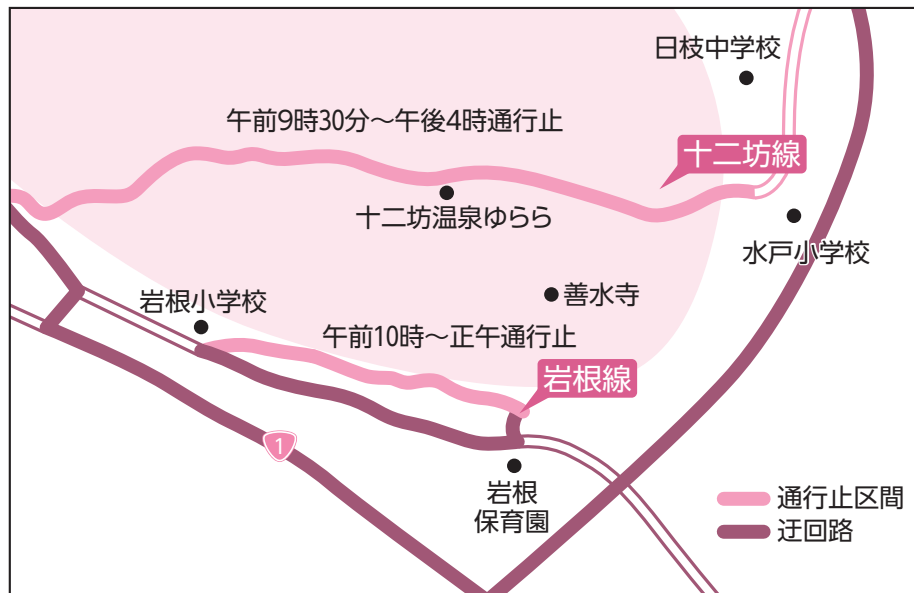 日枝中学校
午前9時30分～午後4時通行止
十二坊線
十二坊温泉ゆらら
水戸小学校
善水寺
岩根小学校
午前10時～正午通行止
岩根線
1
岩根
保育園
通行止区間
迂回路